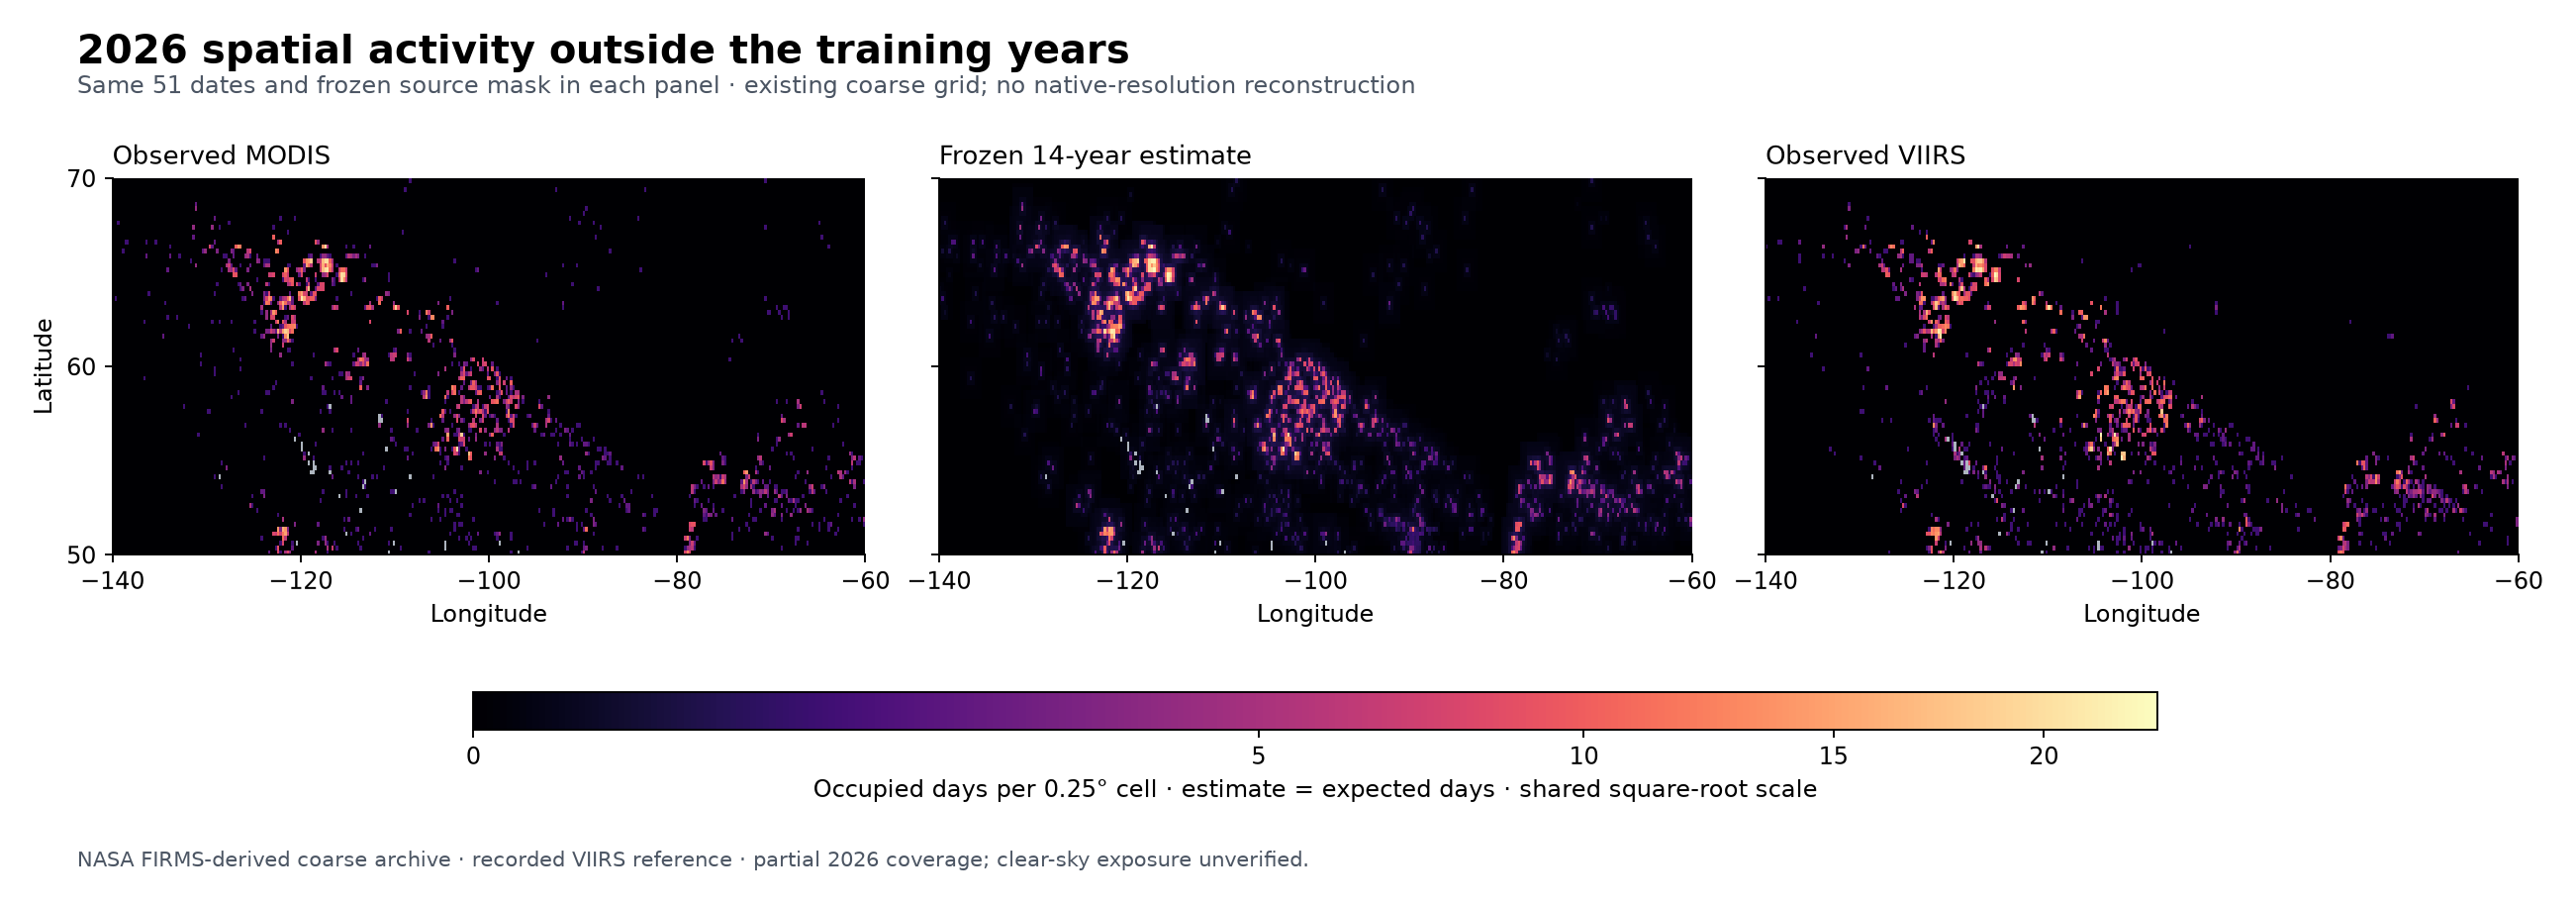 2026 spatial activity outside the training years
Same 51 dates and frozen source mask in each panel · existing coarse grid; no native-resolution reconstruction
Observed MODIS
Frozen 14-year estimate
Observed VIIRS
70
60
50
Latitude
−140 −120 −100 −80 −60
−140 −120 −100 −80 −60
−140 −120 −100 −80 −60
Longitude
Longitude
Longitude
0 5 10 15 20
Occupied days per 0.25° cell · estimate = expected days · shared square-root scale
NASA FIRMS-derived coarse archive · recorded VIIRS reference · partial 2026 coverage; clear-sky exposure unverified.